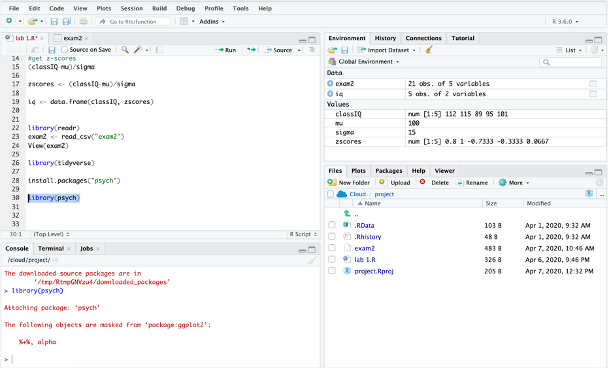 File Edit Code View Plots Session Build Debug Profile Tools Help
Go to file/function
Addins
R 3.6.0
lab 1.R*
exam2
Source on Save
Run
Source
14 #get z-scores
15 (classIQ-mu)/sigma
16
17 zscores <- (classIQ-mu)/sigma
18
19 iq <- data.frame(classIQ, zscores)
20
21
22 library(readr)
23 exam2 <- read_csv("exam2")
24 View(exam2)
25
26 library(tidyverse)
27
28 install.packages("psych")
29
30 library(psych)
31
32
33
30:1 (Top Level) R Script
Console Terminal Jobs
/cloud/project/
The downloaded source packages are in
'/tmp/RtmpGNVzu4/downloaded_packages'
> library(psych)
Attaching package: 'psych'
The following objects are masked from 'package:ggplot2':
%+%, alpha
>
Environment History Connections Tutorial
Import Dataset
List
Global Environment
Data
exam2 21 obs. of 5 variables
iq 5 obs. of 2 variables
Values
classIQ num [1:5] 112 115 89 95 101
mu 100
sigma 15
zscores num [1:5] 0.8 1 -0.7333 -0.3333 0.0667
Files Plots Packages Help Viewer
New Folder Upload Delete Rename More
Cloud project
Name Size Modified
..
.RData 103 B Apr 1, 2020, 9:32 AM
.Rhistory 48 B Apr 1, 2020, 9:32 AM
exam2 483 B Apr 7, 2020, 10:46 AM
lab 1.R 326 B Apr 6, 2020, 9:46 PM
project.Rproj 205 B Apr 7, 2020, 12:32 PM